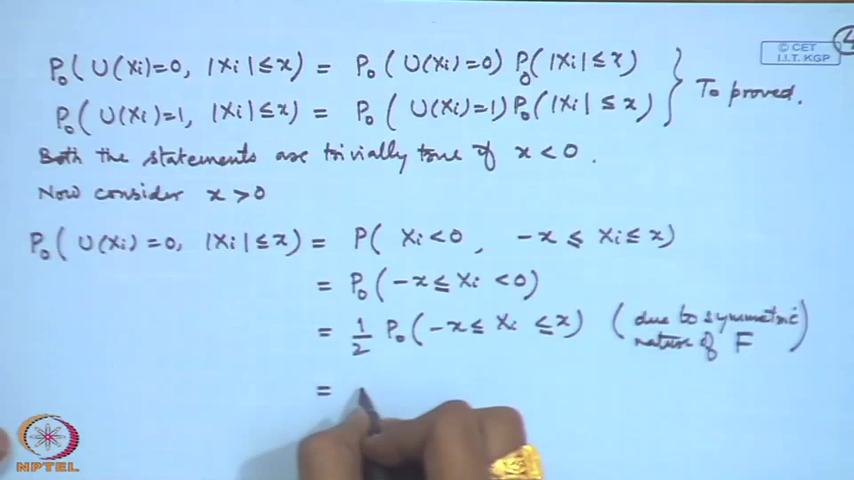 4
© CET
I.I.T. KGP
P₀( U(Xi)=0, |Xi| ≤ x) = P₀( U(Xi)=0) P₀( |Xi| ≤ x)
P₀( U(Xi)=1, |Xi| ≤ x) = P₀( U(Xi)=1) P₀( |Xi| ≤ x) } To proved.
Both the statements are trivially true if x < 0.
Now consider x > 0
P₀( U(Xi)=0, |Xi| ≤ x) = P( Xi < 0, -x ≤ Xi ≤ x)
= P₀( -x ≤ Xi < 0)
= 1/2 P₀( -x ≤ Xi ≤ x) (due to symmetric
nature of F)
=
NPTEL